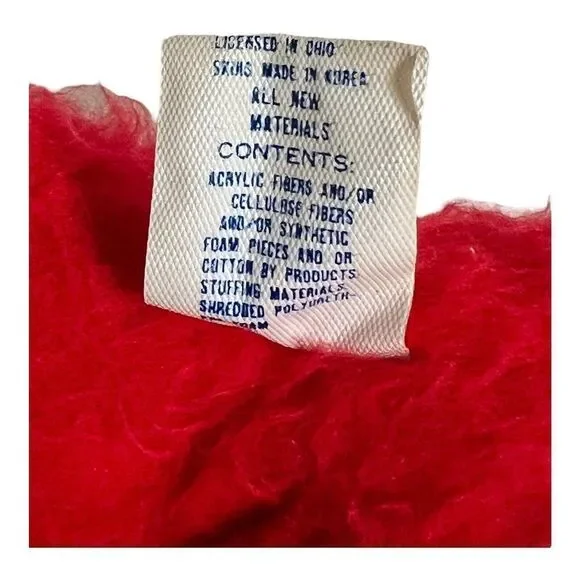 LICENSED IN OHIO
SKINS MADE IN KOREA
ALL NEW
MATERIALS
CONTENTS:
ACRYLIC FIBERS AND/OR
CELLULOSE FIBERS
AND/OR SYNTHETIC
FOAM PIECES AND OR
COTTON BY PRODUCTS
STUFFING MATERIALS
SHREDDED POLYURETH-
FOAM